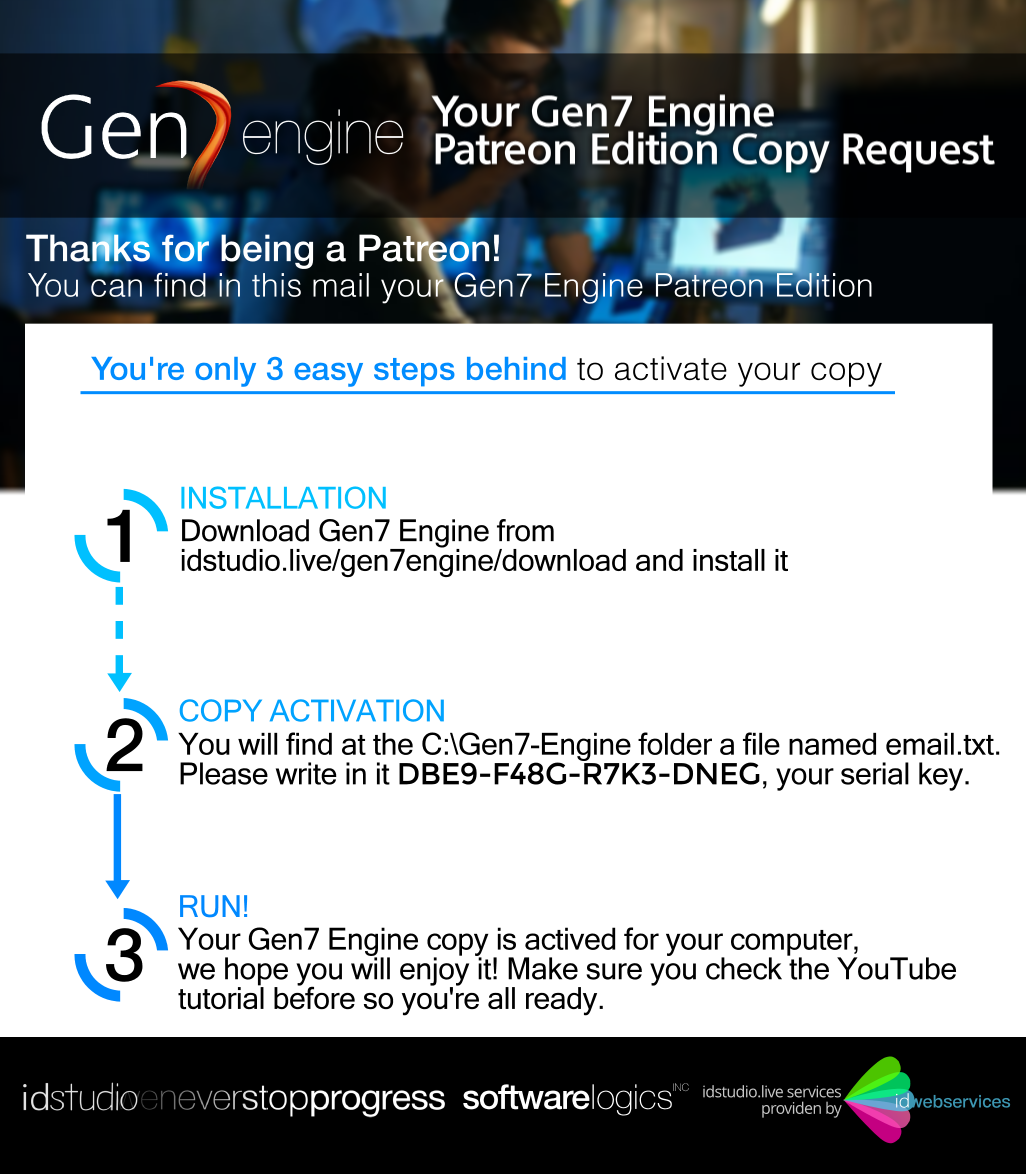 Gen7 engine
Your Gen7 Engine
Patreon Edition Copy Request
Thanks for being a Patreon!
You can find in this mail your Gen7 Engine Patreon Edition
You're only 3 easy steps behind to activate your copy
1
INSTALLATION
Download Gen7 Engine from
idstudio.live/gen7engine/download and install it
2
COPY ACTIVATION
You will find at the C:\Gen7-Engine folder a file named email.txt.
Please write in it DBE9-F48G-R7K3-DNEG, your serial key.
3
RUN!
Your Gen7 Engine copy is actived for your computer,
we hope you will enjoy it! Make sure you check the YouTube
tutorial before so you're all ready.
idstudioeneverstopprogress softwarelogics INC
idstudio.live services
providen by
idwebservices